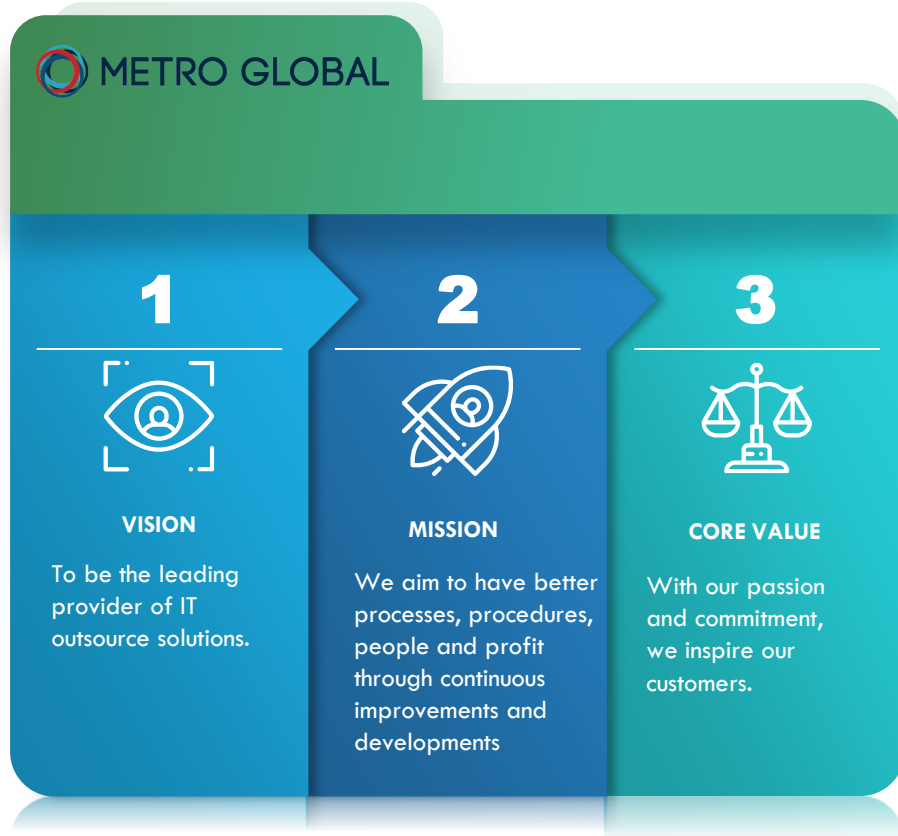 METRO GLOBAL
1
2
3
VISION
To be the leading
provider of IT
outsource solutions.
MISSION
We aim to have better
processes, procedures,
people and profit
through continuous
improvements and
developments
CORE VALUE
With our passion
and commitment,
we inspire our
customers.